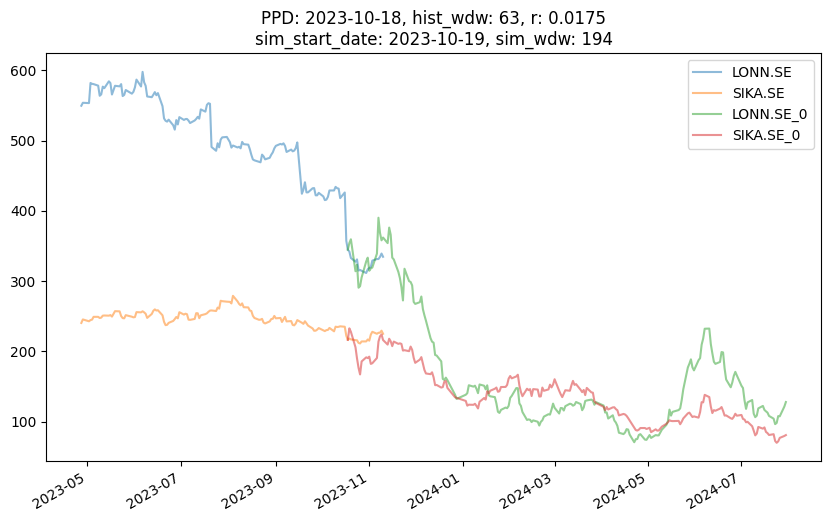 PPD: 2023-10-18, hist_wdw: 63, r: 0.0175
sim_start_date: 2023-10-19, sim_wdw: 194
600
500
400
300
200
100
LONN.SE
SIKA.SE
LONN.SE_0
SIKA.SE_0
2023-05
2023-07
2023-09
2023-11
2024-01
2024-03
2024-05
2024-07